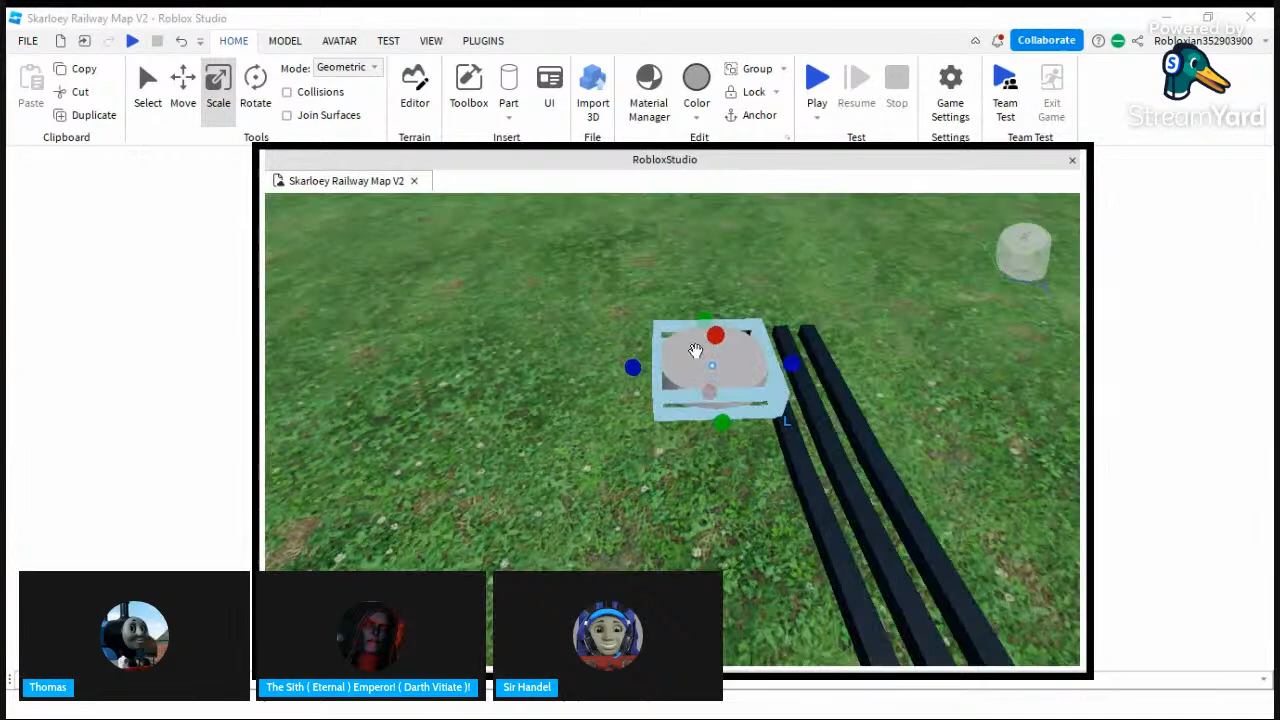 Skarloey Railway Map V2 - Roblox Studio
Powered by
StreamYard
FILE HOME MODEL AVATAR TEST VIEW PLUGINS
Collaborate Robloxian352903900
Paste Copy Cut Duplicate
Clipboard
Select Move Scale Rotate
Mode: Geometric
Collisions
Join Surfaces
Tools
Editor
Terrain
Toolbox Part UI
Insert
Import 3D
File
Material Manager Color
Group Lock Anchor
Edit
Play Resume Stop
Test
Game Settings
Settings
Team Test Exit Game
Team Test
RobloxStudio
Skarloey Railway Map V2
L
Thomas
The Sith ( Eternal ) Emperor! ( Darth Vitiate )!
Sir Handel